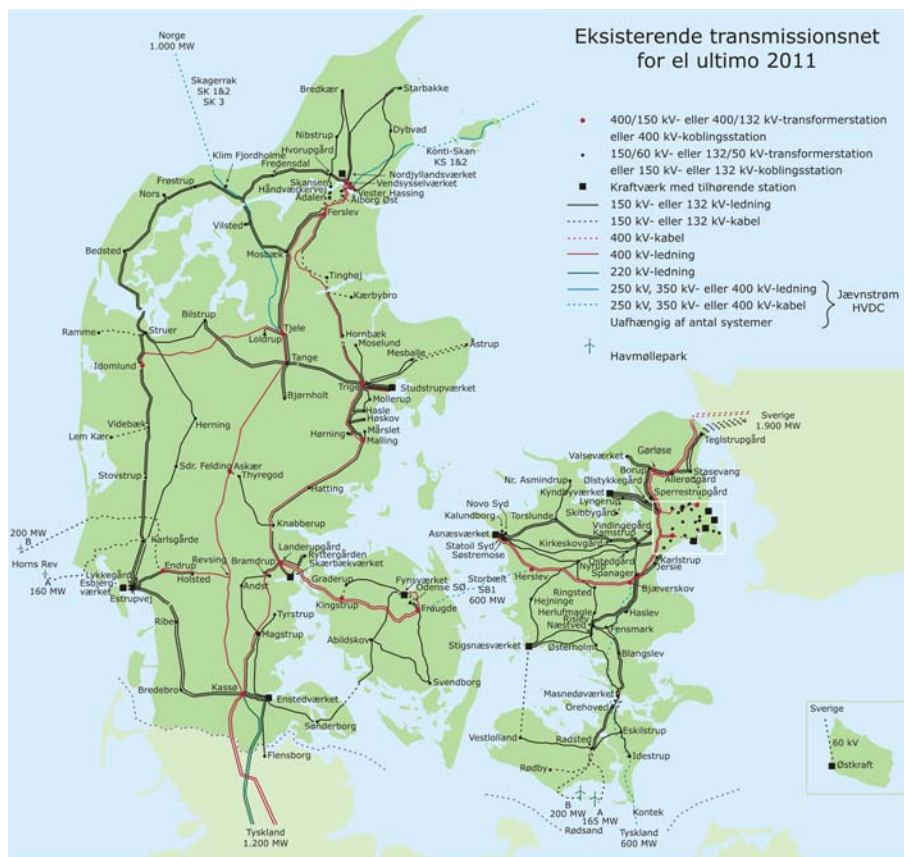 Eksisterende transmissionsnet
for el ultimo 2011
400/150 kV- eller 400/132 kV-transformerstation
eller 400 kV-koblingsstation
150/60 kV- eller 132/50 kV-transformerstation
eller 150 kV- eller 132 kV-koblingsstation
Kraftværk med tilhørende station
150 kV- eller 132 kV-ledning
150 kV- eller 132 kV-kabel
400 kV-kabel
400 kV-ledning
220 kV-ledning
250 kV, 350 kV- eller 400 kV-ledning
250 kV, 350 kV- eller 400 kV-kabel
Uafhængig af antal systemer
Jævnstrøm
HVDC
Havmøllepark
Norge
1.000 MW
Skagerrak
SK 1&2
SK 3
Bredkær
Starbakke
Nibstrup
Dybvad
Hvorupgård
Konti-Skan
KS 1&2
Klim Fjordholme
Fredensdal
Nordjyllandsværket
Vendsysselværket
Frøstrup
Skansen
Håndværkervej
Vester Hassing
Ålborg Øst
Ådalen
Nors
Ferslev
Vilsted
Bedsted
Mosbæk
Tinghøj
Kærbybro
Bilstrup
Tjele
Loldrup
Hornbæk
Ramme
Struer
Moselund
Mesballe
Åstrup
Idomlund
Tange
Trige
Studstrupværket
Bjørnholt
Mollerup
Hasle
Høskov
Videbæk
Herning
Mårslet
Hørning
Malling
Lem Kær
Stovstrup
Sdr. Felding
Askær
Thyregod
Hatting
Knabberup
200 MW
B
Horns Rev
A
160 MW
Karlsgårde
Landerupgård
Ryttergården
Skærbækværket
Revsing
Bramdrup
Endrup
Holsted
Andst
Lykkegård
Esbjerg-
værket
Estrupvej
Graderup
Fynsværket
Odense SØ
Kingstrup
Frøugde
Storbælt
SB1
600 MW
Ribe
Tyrstrup
Magstrup
Abildskov
Svendborg
Bredebro
Kassø
Enstedværket
Sønderborg
Flensborg
Tyskland
1.200 MW
Sverige
1.900 MW
Teglstrupgård
Gørløse
Valseværket
Borup
Stasevang
Allerødgård
Ølstykkegård
Nr. Asmindrup
Kyndbyværket
Sperrestrupgård
Lyngerup
Skibbygård
Novo Syd
Kalundborg
Torslunde
Vindingegård
Kamstrup
Asnæsværket
Kirkeskovgård
Statoil Syd
Søstremose
Ostedgård
Nyrup
Karlstrup
Jersie
Herslev
Spanager
Bjæverskov
Ringsted
Hejninge
Herlufmagle
Haslev
Rislev
Næstved
Fensmark
Stigsnæsværket
Østerholm
Blangslev
Masnedøværket
Orehoved
Vestlolland
Radsted
Eskilstrup
Idestrup
Rødby
B
200 MW
A
165 MW
Rødsand
Kontek
Tyskland
600 MW
Sverige
60 kV
Østkraft